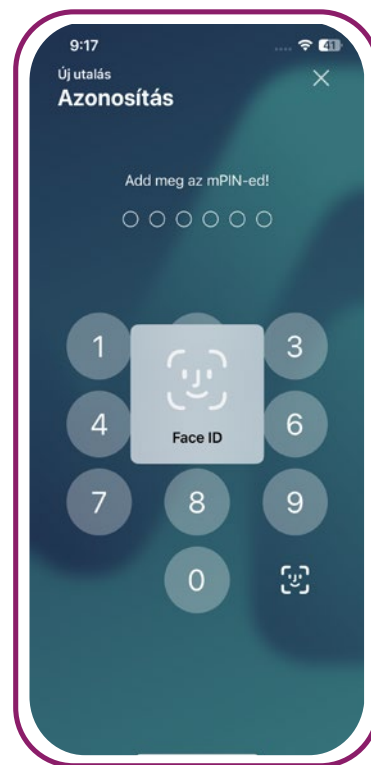 9:17
41
Új utalás
Azonosítás
Add meg az mPIN-ed!
1
3
4
Face ID
6
7
8
9
0